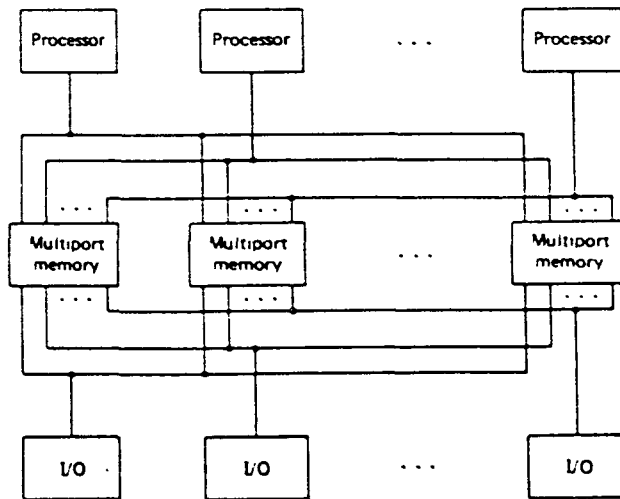 Processor Processor . . . Processor
. . . . . . . . .
Multiport Multiport Multiport
memory memory . . . memory
. . . . . . . . .
I/O I/O . . . I/O